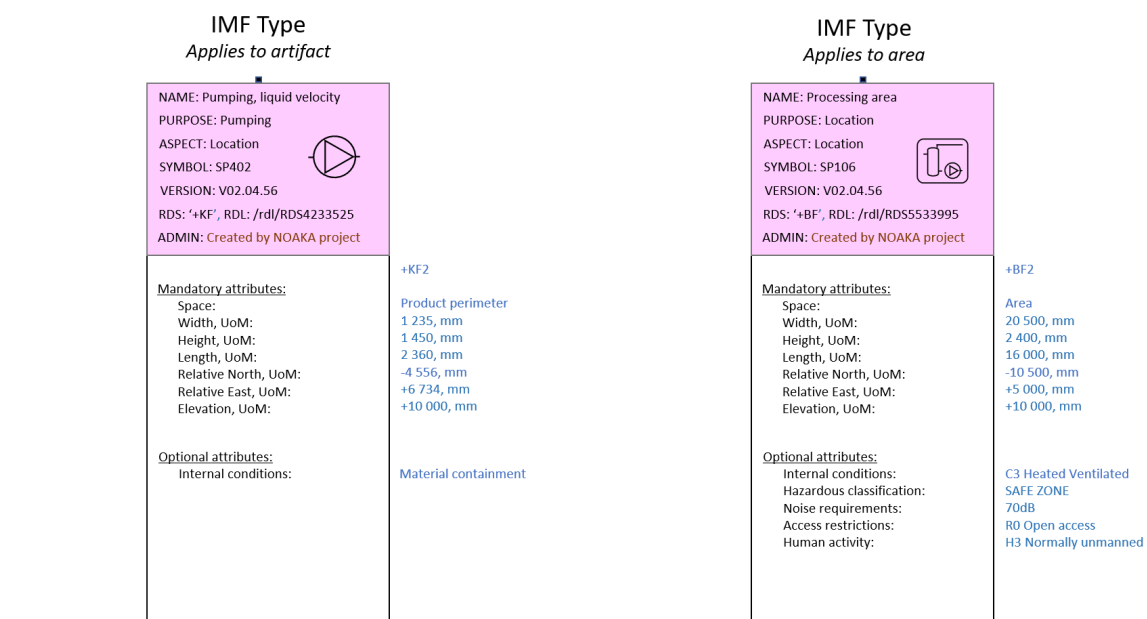 IMF Type
Applies to artifact
NAME: Pumping, liquid velocity
PURPOSE: Pumping
ASPECT: Location
SYMBOL: SP402
VERSION: V02.04.56
RDS: ‘+KF’, RDL: /rdl/RDS4233525
ADMIN: Created by NOAKA project
+KF2
Mandatory attributes:
Space: Product perimeter
Width, UoM: 1 235, mm
Height, UoM: 1 450, mm
Length, UoM: 2 360, mm
Relative North, UoM: -4 556, mm
Relative East, UoM: +6 734, mm
Elevation, UoM: +10 000, mm
Optional attributes:
Internal conditions: Material containment
IMF Type
Applies to area
NAME: Processing area
PURPOSE: Location
ASPECT: Location
SYMBOL: SP106
VERSION: V02.04.56
RDS: ‘+BF’, RDL: /rdl/RDS5533995
ADMIN: Created by NOAKA project
+BF2
Mandatory attributes:
Space: Area
Width, UoM: 20 500, mm
Height, UoM: 2 400, mm
Length, UoM: 16 000, mm
Relative North, UoM: -10 500, mm
Relative East, UoM: +5 000, mm
Elevation, UoM: +10 000, mm
Optional attributes:
Internal conditions: C3 Heated Ventilated
Hazardous classification: SAFE ZONE
Noise requirements: 70dB
Access restrictions: R0 Open access
Human activity: H3 Normally unmanned